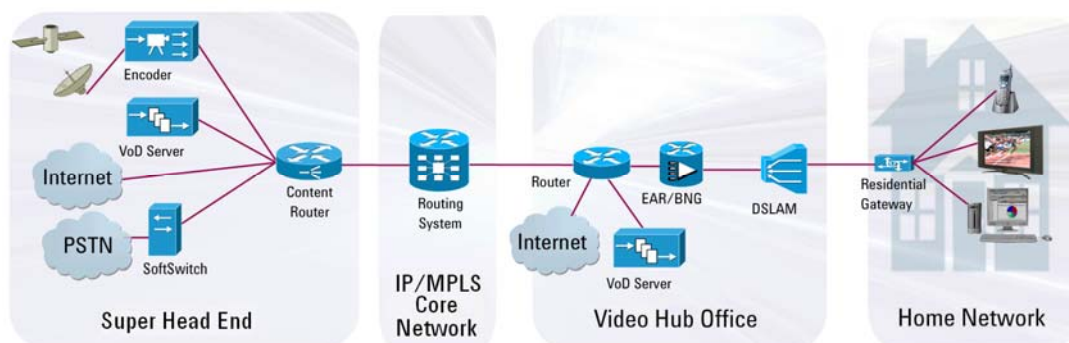 Encoder
VoD Server
Internet
PSTN
SoftSwitch
Content
Router
Super Head End
Routing
System
IP/MPLS
Core
Network
Router
EAR/BNG
DSLAM
Internet
VoD Server
Video Hub Office
Residential
Gateway
Home Network